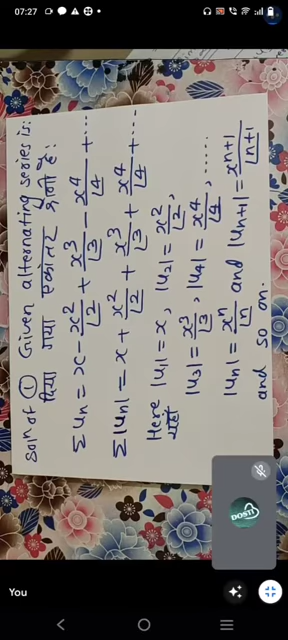 07:27
Soln of ① Given alternating series is:
दिया गया एकांतर श्रेणी है:
∑ un = x - x²/⌊2 + x³/⌊3 - x⁴/⌊4 + ....
∑ |un| = x + x²/⌊2 + x³/⌊3 + x⁴/⌊4 + ....
Here |u1| = x, |u2| = x²/⌊2,
यहाँ
|u3| = x³/⌊3, |u4| = x⁴/⌊4, .....
|un| = xⁿ/⌊n and |un+1| = xⁿ⁺¹/⌊n+1
and so on.
DOSTI
You